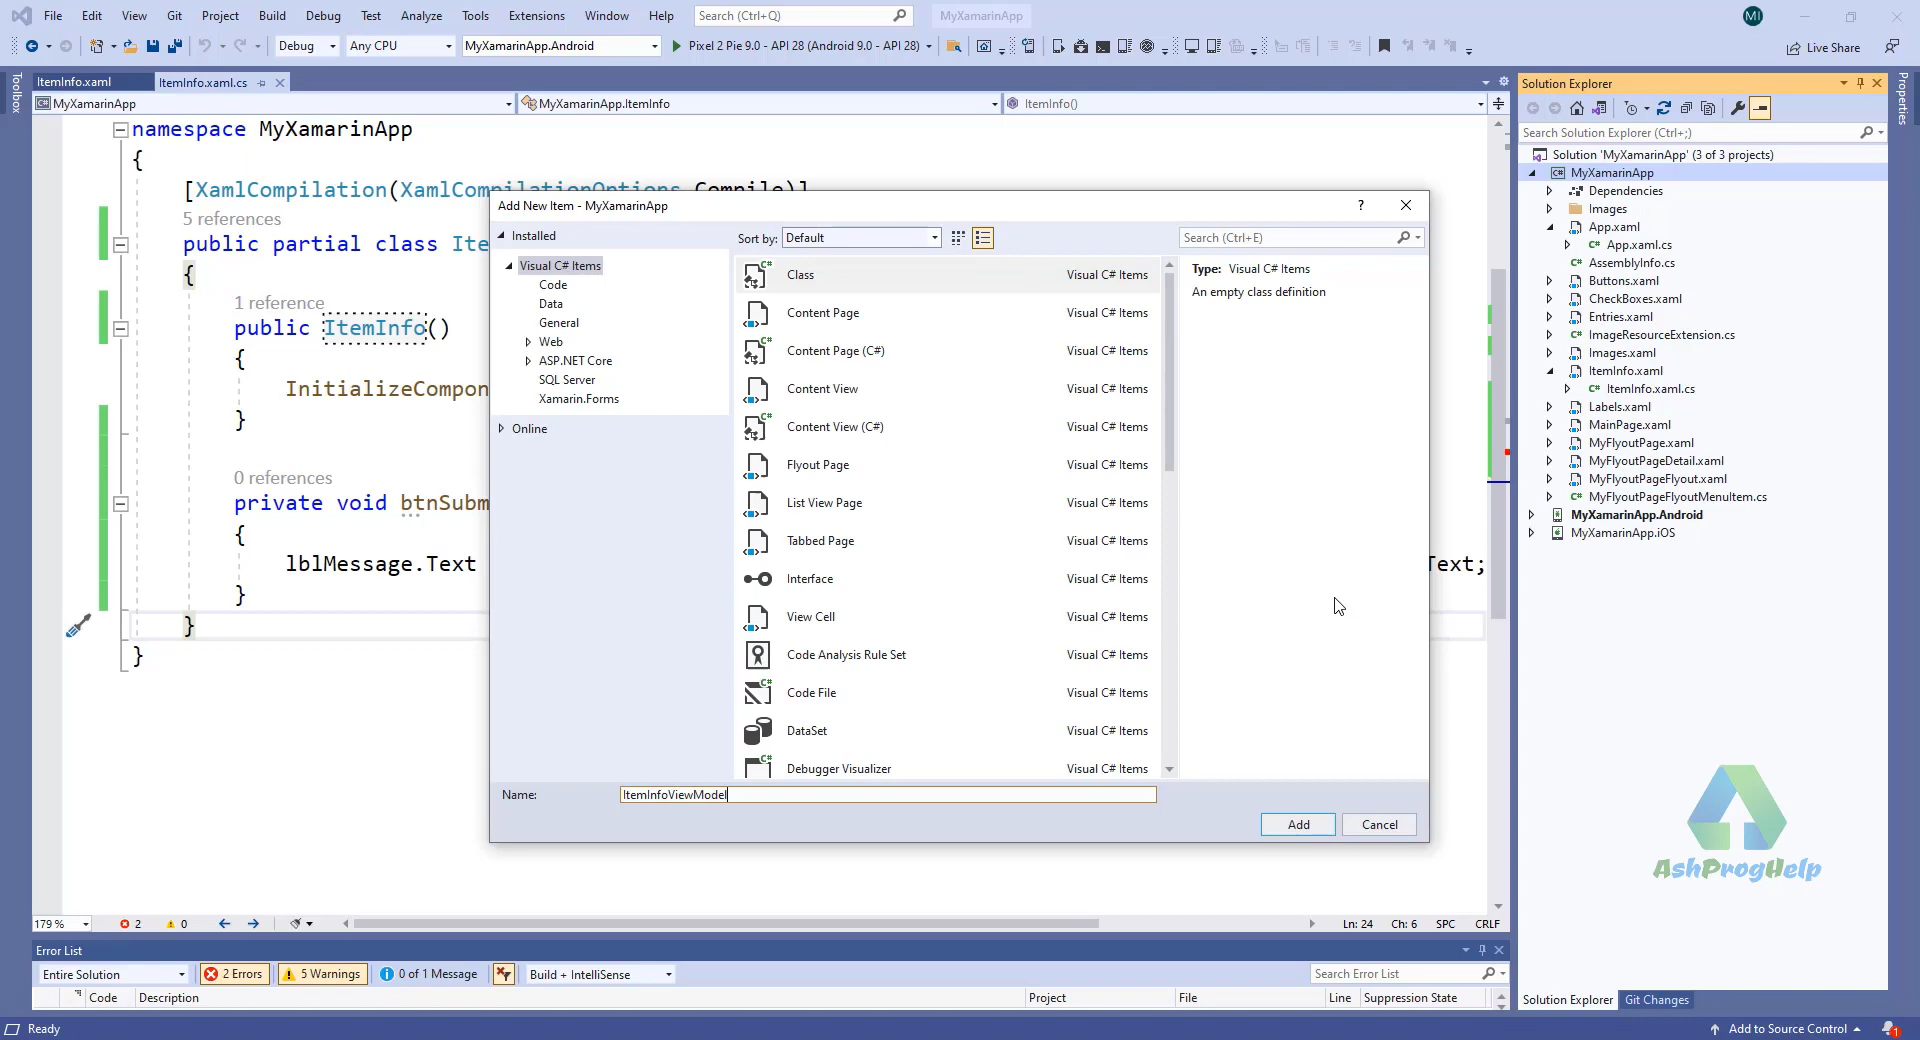 File Edit View Git Project Build Debug Test Analyze Tools Extensions Window Help Search (Ctrl+Q) MyXamarinApp MI
Debug Any CPU MyXamarinApp.Android Pixel 2 Pie 9.0 - API 28 (Android 9.0 - API 28) Live Share
Toolbox
ItemInfo.xaml ItemInfo.xaml.cs
MyXamarinApp MyXamarinApp.ItemInfo ItemInfo()
namespace MyXamarinApp
{
[XamlCompilation(XamlCompilationOptions.Compile)]
5 references
public partial class Ite
{
1 reference
public ItemInfo()
{
InitializeCompon
}
0 references
private void btnSubm
{
lblMessage.Text Text;
}
}
}
Add New Item - MyXamarinApp ?
Installed
Visual C# Items
Code
Data
General
Web
ASP.NET Core
SQL Server
Xamarin.Forms
Online
Sort by: Default
Search (Ctrl+E)
Class Visual C# Items
Content Page Visual C# Items
Content Page (C#) Visual C# Items
Content View Visual C# Items
Content View (C#) Visual C# Items
Flyout Page Visual C# Items
List View Page Visual C# Items
Tabbed Page Visual C# Items
Interface Visual C# Items
View Cell Visual C# Items
Code Analysis Rule Set Visual C# Items
Code File Visual C# Items
DataSet Visual C# Items
Debugger Visualizer Visual C# Items
Type: Visual C# Items
An empty class definition
Name: ItemInfoViewModel
Add Cancel
Solution Explorer
Search Solution Explorer (Ctrl+;)
Solution 'MyXamarinApp' (3 of 3 projects)
MyXamarinApp
Dependencies
Images
App.xaml
App.xaml.cs
AssemblyInfo.cs
Buttons.xaml
CheckBoxes.xaml
Entries.xaml
ImageResourceExtension.cs
Images.xaml
ItemInfo.xaml
ItemInfo.xaml.cs
Labels.xaml
MainPage.xaml
MyFlyoutPage.xaml
MyFlyoutPageDetail.xaml
MyFlyoutPageFlyout.xaml
MyFlyoutPageFlyoutMenuItem.cs
MyXamarinApp.Android
MyXamarinApp.iOS
Properties
AshProgHelp
179 % 2 0 Ln: 24 Ch: 6 SPC CRLF
Error List
Entire Solution 2 Errors 5 Warnings 0 of 1 Message Build + IntelliSense Search Error List
Code Description Project File Line Suppression State
Solution Explorer Git Changes
Ready Add to Source Control 1